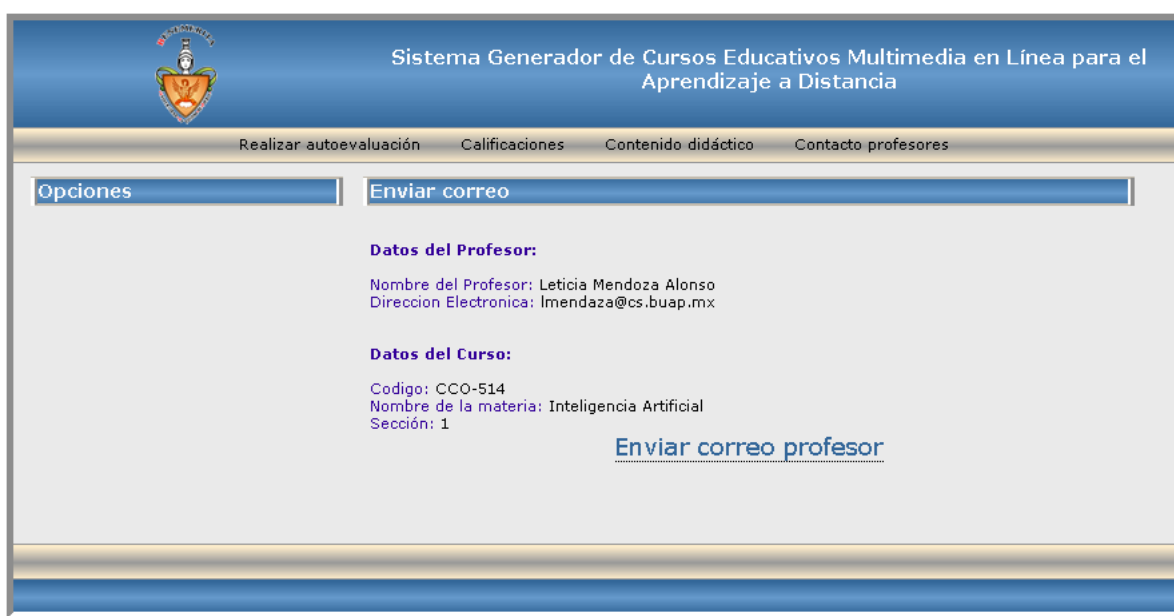 Sistema Generador de Cursos Educativos Multimedia en Línea para el
Aprendizaje a Distancia
Realizar autoevaluación Calificaciones Contenido didáctico Contacto profesores
Opciones
Enviar correo
Datos del Profesor:
Nombre del Profesor: Leticia Mendoza Alonso
Direccion Electronica: lmendaza@cs.buap.mx
Datos del Curso:
Codigo: CCO-514
Nombre de la materia: Inteligencia Artificial
Sección: 1
Enviar correo profesor